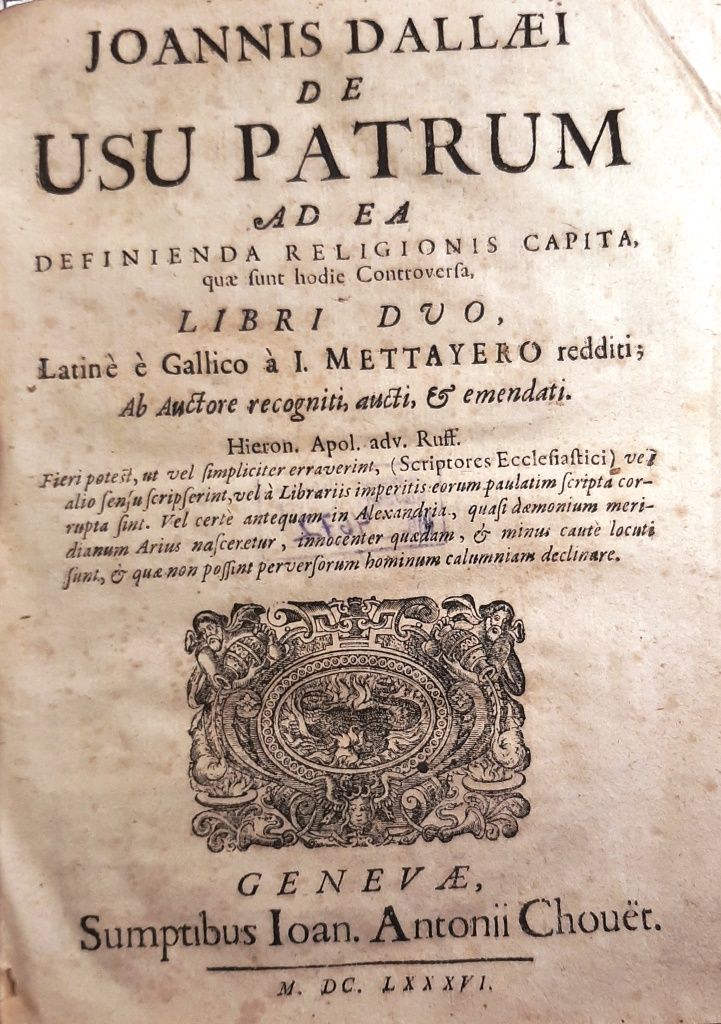 JOANNIS DALLÆI
DE
USU PATRUM
AD EA
DEFINIENDA RELIGIONIS CAPITA,
quæ ſunt hodie Controverſa,
LIBRI DVO,
Latinè è Gallico à I. METTAYERO redditi;
Ab Auctore recogniti, aucti, & emendati.
Hieron. Apol. adv. Ruff.
Fieri poteſt, ut vel ſimpliciter erraverint, (Scriptores Eccleſiaſtici) vel
alio ſenſu ſcripſerint, vel à Librariis imperitis eorum paulatim ſcripta cor-
rupta ſint. Vel certè antequam in Alexandria, quaſi dæmonium meri-
dianum Arius naſceretur, innocenter quædam, & minus cautè locuti
ſunt, & quæ non poſſint perverſorum hominum calumniam declinare.
GENEVÆ,
Sumptibus Ioan. Antonii Chouët.
M. DC. LXXXVI.